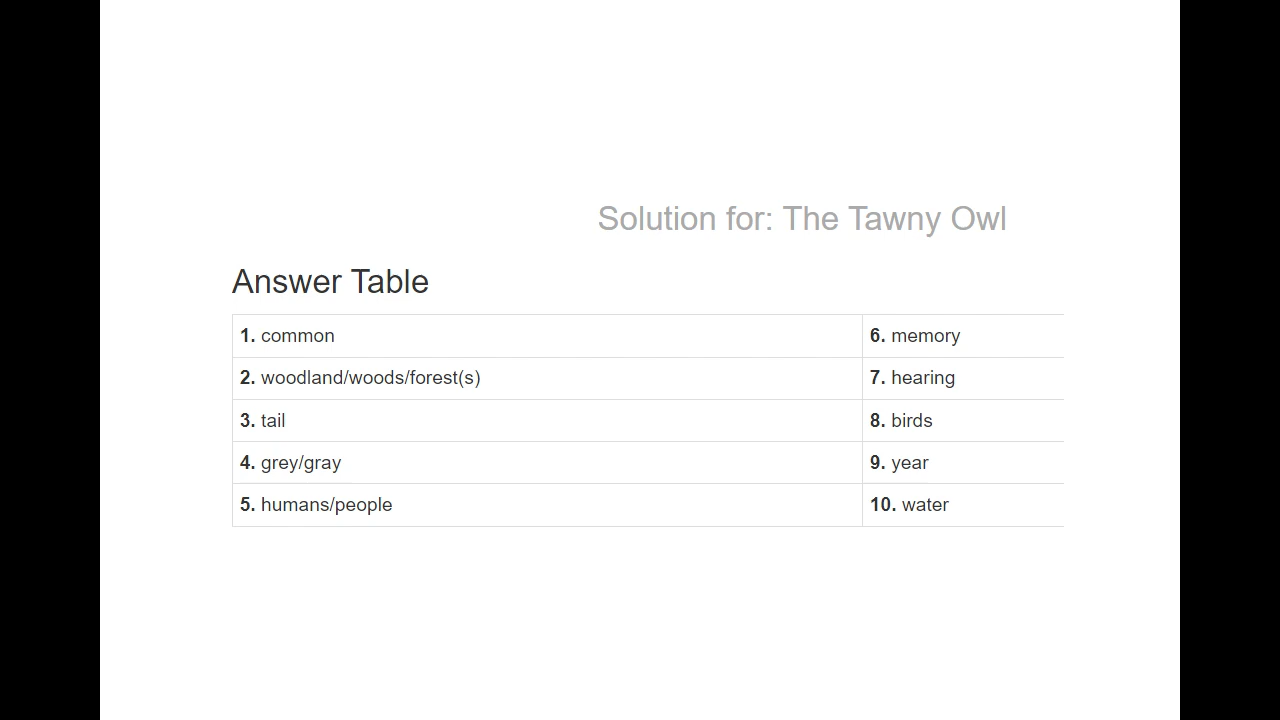 Solution for: The Tawny Owl
Answer Table
1. common
6. memory
2. woodland/woods/forest(s)
7. hearing
3. tail
8. birds
4. grey/gray
9. year
5. humans/people
10. water